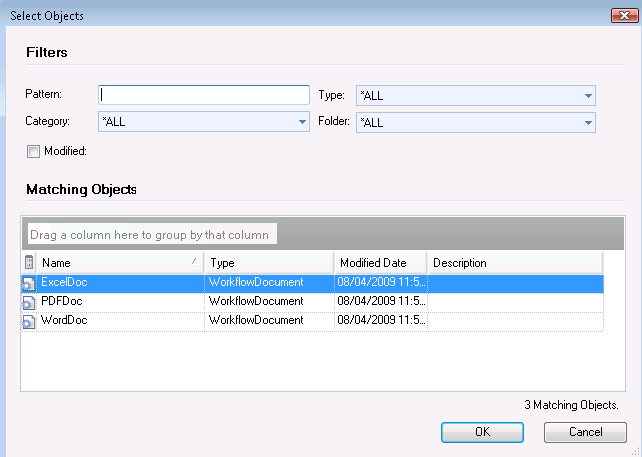 Select Objects
Filters
Pattern: Type: *ALL
Category: *ALL Folder: *ALL
Modified:
Matching Objects
Drag a column here to group by that column
Name Type Modified Date Description
ExcelDoc WorkflowDocument 08/04/2009 11:5...
PDFDoc WorkflowDocument 08/04/2009 11:5...
WordDoc WorkflowDocument 08/04/2009 11:5...
3 Matching Objects.
OK Cancel